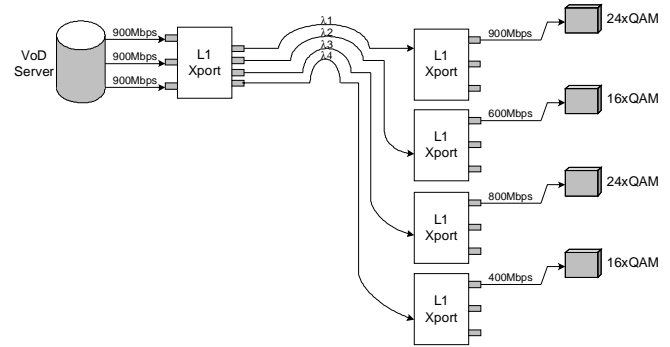 VoD
Server
900Mbps
900Mbps
900Mbps
L1
Xport
λ1
λ2
λ3
λ4
L1
Xport
900Mbps
24xQAM
L1
Xport
600Mbps
16xQAM
L1
Xport
800Mbps
24xQAM
L1
Xport
400Mbps
16xQAM